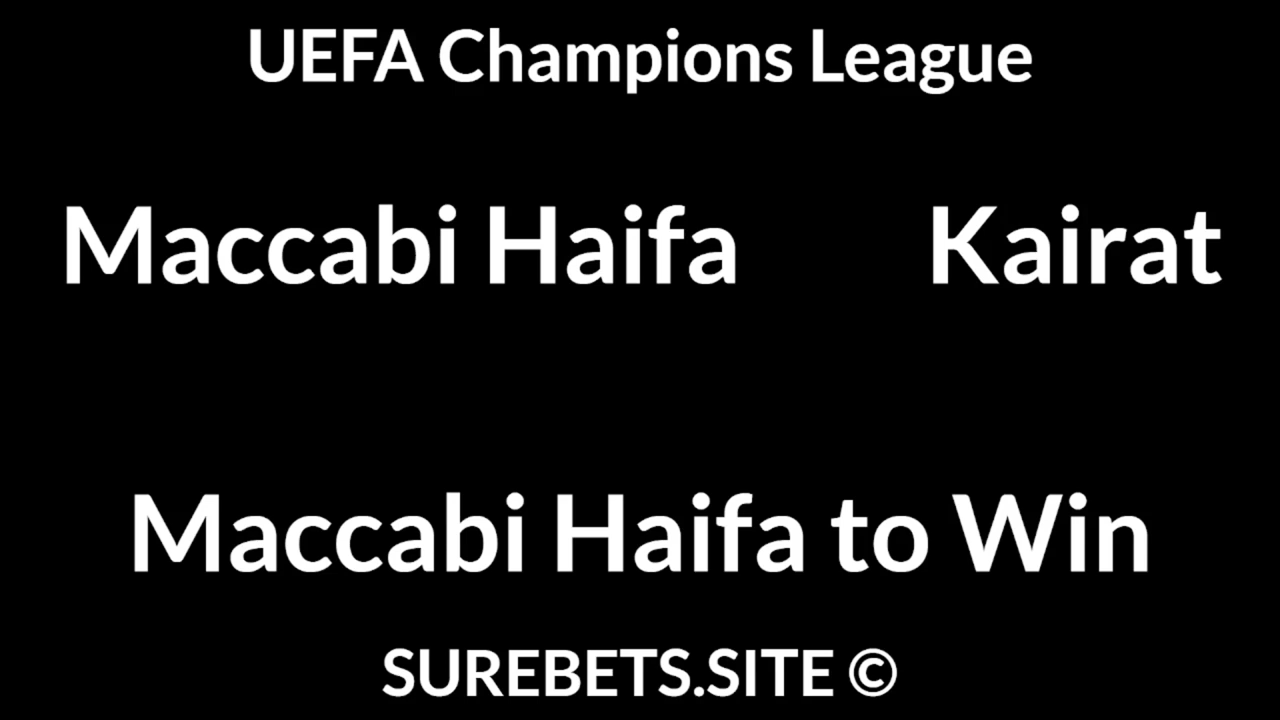 UEFA Champions League
Maccabi Haifa Kairat
Maccabi Haifa to Win
SUREBETS.SITE ©